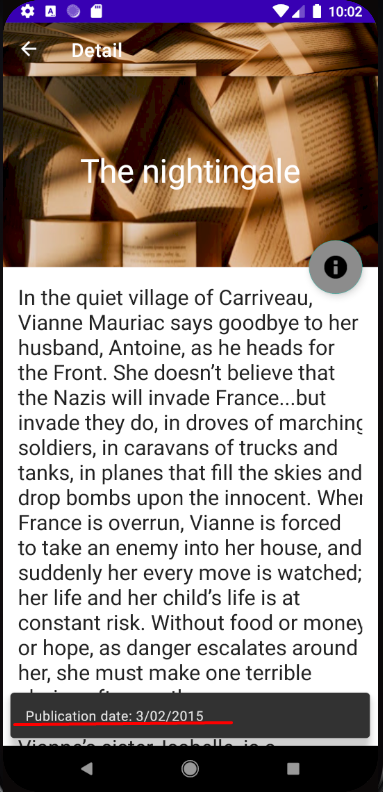 10:02
Detail
The nightingale
In the quiet village of Carriveau,
Vianne Mauriac says goodbye to her
husband, Antoine, as he heads for
the Front. She doesn’t believe that
the Nazis will invade France...but
invade they do, in droves of marching
soldiers, in caravans of trucks and
tanks, in planes that fill the skies and
drop bombs upon the innocent. When
France is overrun, Vianne is forced
to take an enemy into her house, and
suddenly her every move is watched;
her life and her child’s life is at
constant risk. Without food or money
or hope, as danger escalates around
her, she must make one terrible
Publication date: 3/02/2015
Vianne’s sister, Isabelle, is a